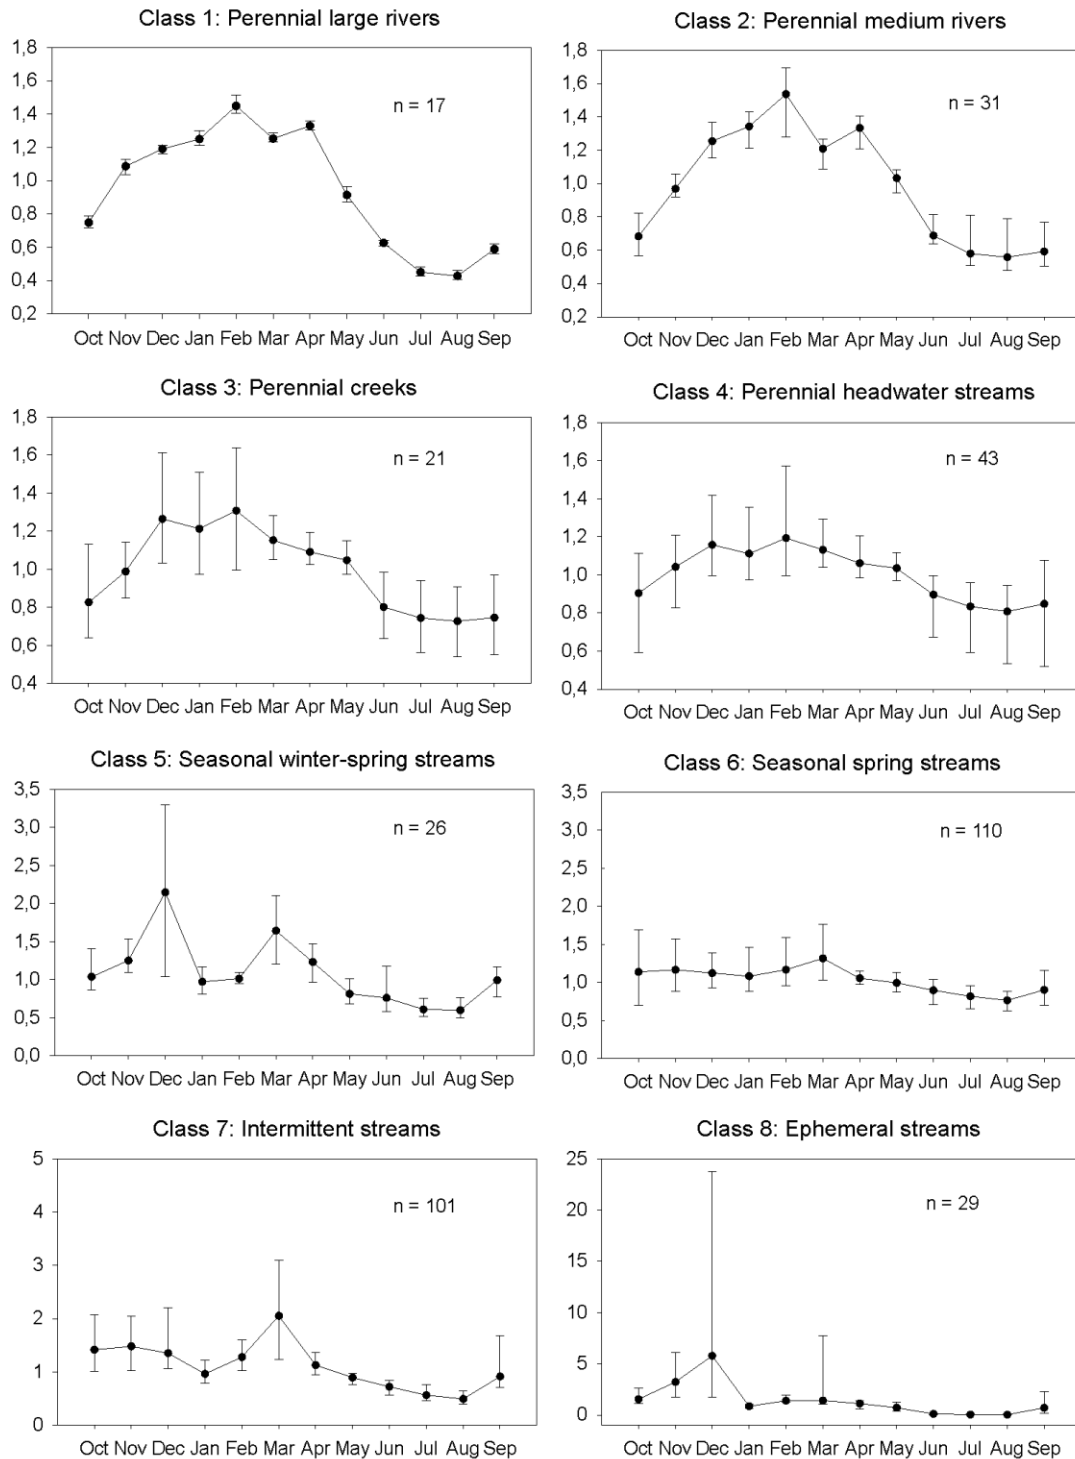 Class 1: Perennial large rivers
1,8
1,6
1,4
1,2
1,0
0,8
0,6
0,4
0,2
n = 17
Oct Nov Dec Jan Feb Mar Apr May Jun Jul Aug Sep
Class 2: Perennial medium rivers
1,8
1,6
1,4
1,2
1,0
0,8
0,6
0,4
0,2
n = 31
Oct Nov Dec Jan Feb Mar Apr May Jun Jul Aug Sep
Class 3: Perennial creeks
1,8
1,6
1,4
1,2
1,0
0,8
0,6
0,4
n = 21
Oct Nov Dec Jan Feb Mar Apr May Jun Jul Aug Sep
Class 4: Perennial headwater streams
1,8
1,6
1,4
1,2
1,0
0,8
0,6
0,4
n = 43
Oct Nov Dec Jan Feb Mar Apr May Jun Jul Aug Sep
Class 5: Seasonal winter-spring streams
3,5
3,0
2,5
2,0
1,5
1,0
0,5
0,0
n = 26
Oct Nov Dec Jan Feb Mar Apr May Jun Jul Aug Sep
Class 6: Seasonal spring streams
3,5
3,0
2,5
2,0
1,5
1,0
0,5
0,0
n = 110
Oct Nov Dec Jan Feb Mar Apr May Jun Jul Aug Sep
Class 7: Intermittent streams
5
4
3
2
1
0
n = 101
Oct Nov Dec Jan Feb Mar Apr May Jun Jul Aug Sep
Class 8: Ephemeral streams
25
20
15
10
5
0
n = 29
Oct Nov Dec Jan Feb Mar Apr May Jun Jul Aug Sep